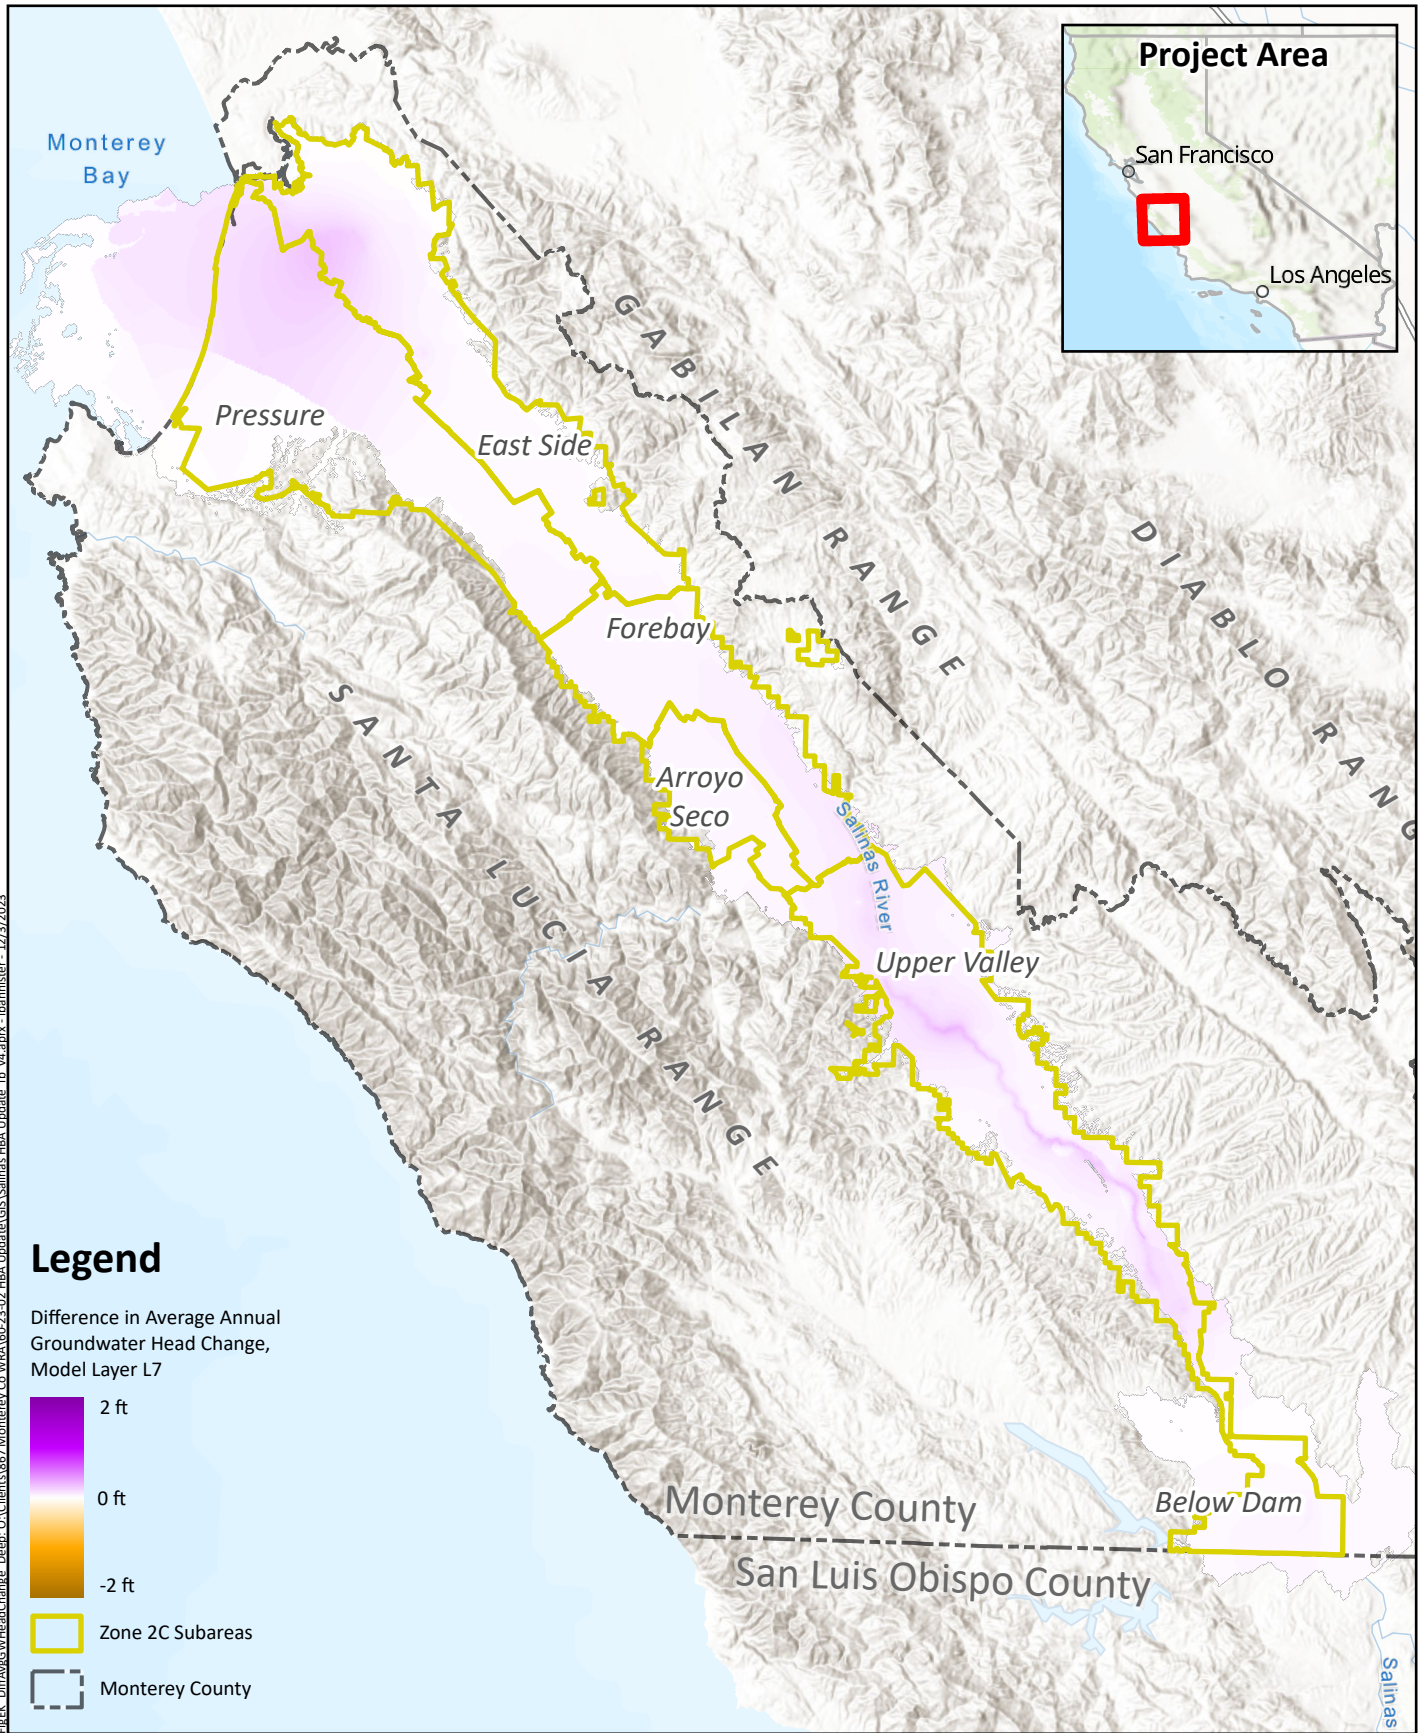 Project Area
San Francisco
Los Angeles
Monterey
Bay
GABILAN RANGE
DIABLO RANG
Pressure
East Side
Forebay
Arroyo
Seco
Salinas River
Upper Valley
SANTA LUCIA RANGE
Below Dam
Monterey County
San Luis Obispo County
Salinas
Legend
Difference in Average Annual
Groundwater Head Change,
Model Layer L7
2 ft
0 ft
-2 ft
Zone 2C Subareas
Monterey County